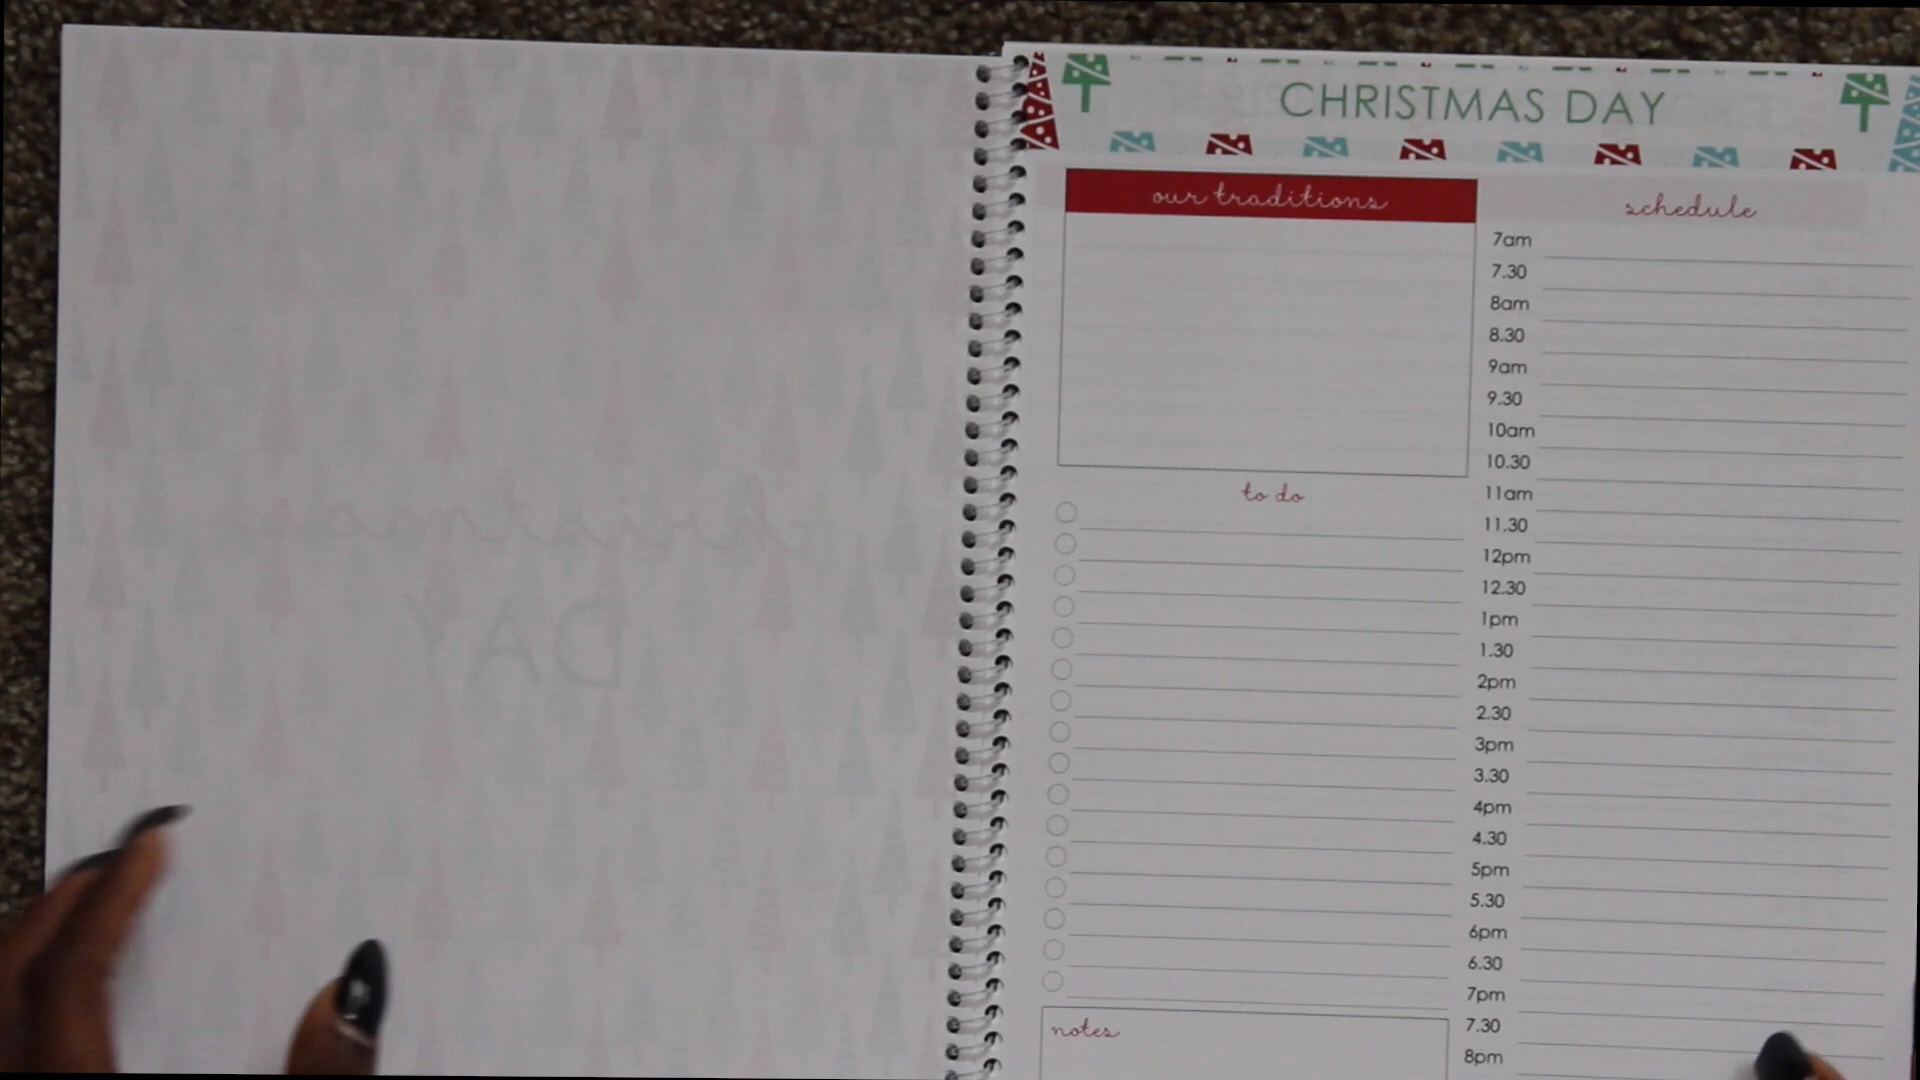 christmas
DAY
CHRISTMAS DAY
our traditions
to do
notes
schedule
7am
7.30
8am
8.30
9am
9.30
10am
10.30
11am
11.30
12pm
12.30
1pm
1.30
2pm
2.30
3pm
3.30
4pm
4.30
5pm
5.30
6pm
6.30
7pm
7.30
8pm